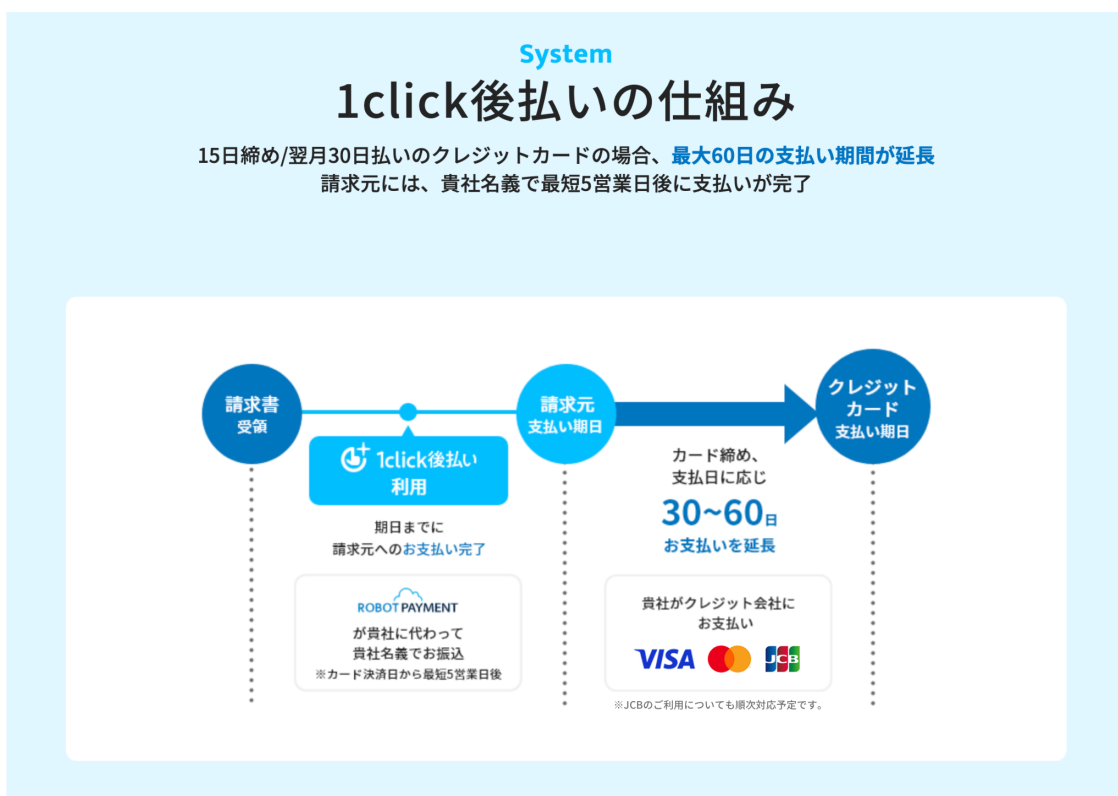 System
1click後払いの仕組み
15日締め/翌月30日払いのクレジットカードの場合、最大60日の支払い期間が延長
請求元には、貴社名義で最短5営業日後に支払いが完了
請求書
受領
1click後払い
利用
期日までに
請求元へのお支払い完了
ROBOT PAYMENT
が貴社に代わって
貴社名義でお振込
※カード決済日から最短5営業日後
請求元
支払い期日
カード締め、
支払日に応じ
30~60日
お支払いを延長
貴社がクレジット会社に
お支払い
VISA
JCB
※JCBのご利用についても順次対応予定です。
クレジット
カード
支払い期日